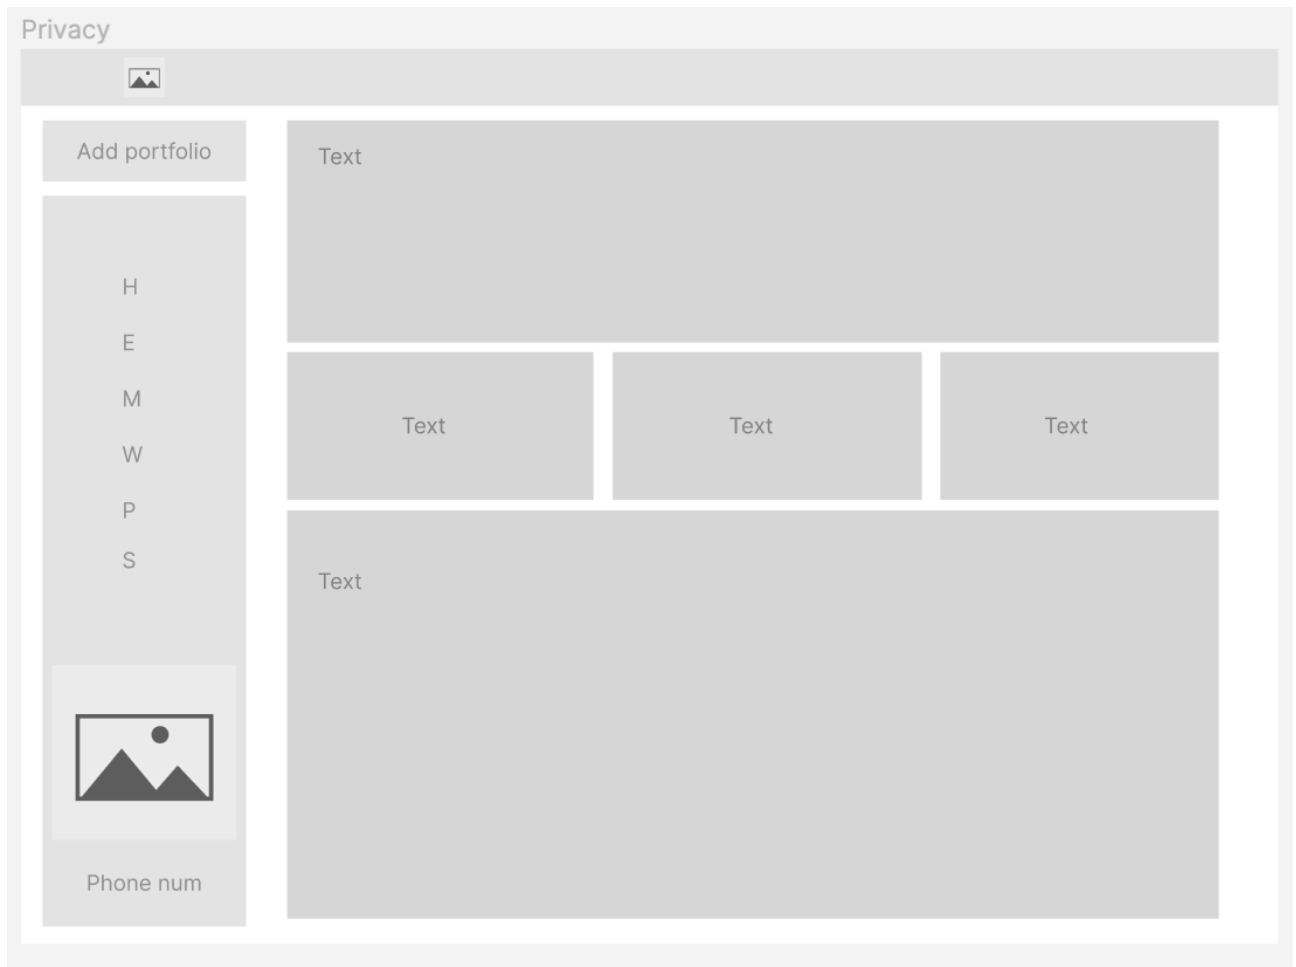 Privacy
Add portfolio
H
E
M
W
P
S
Phone num
Text
Text
Text
Text
Text